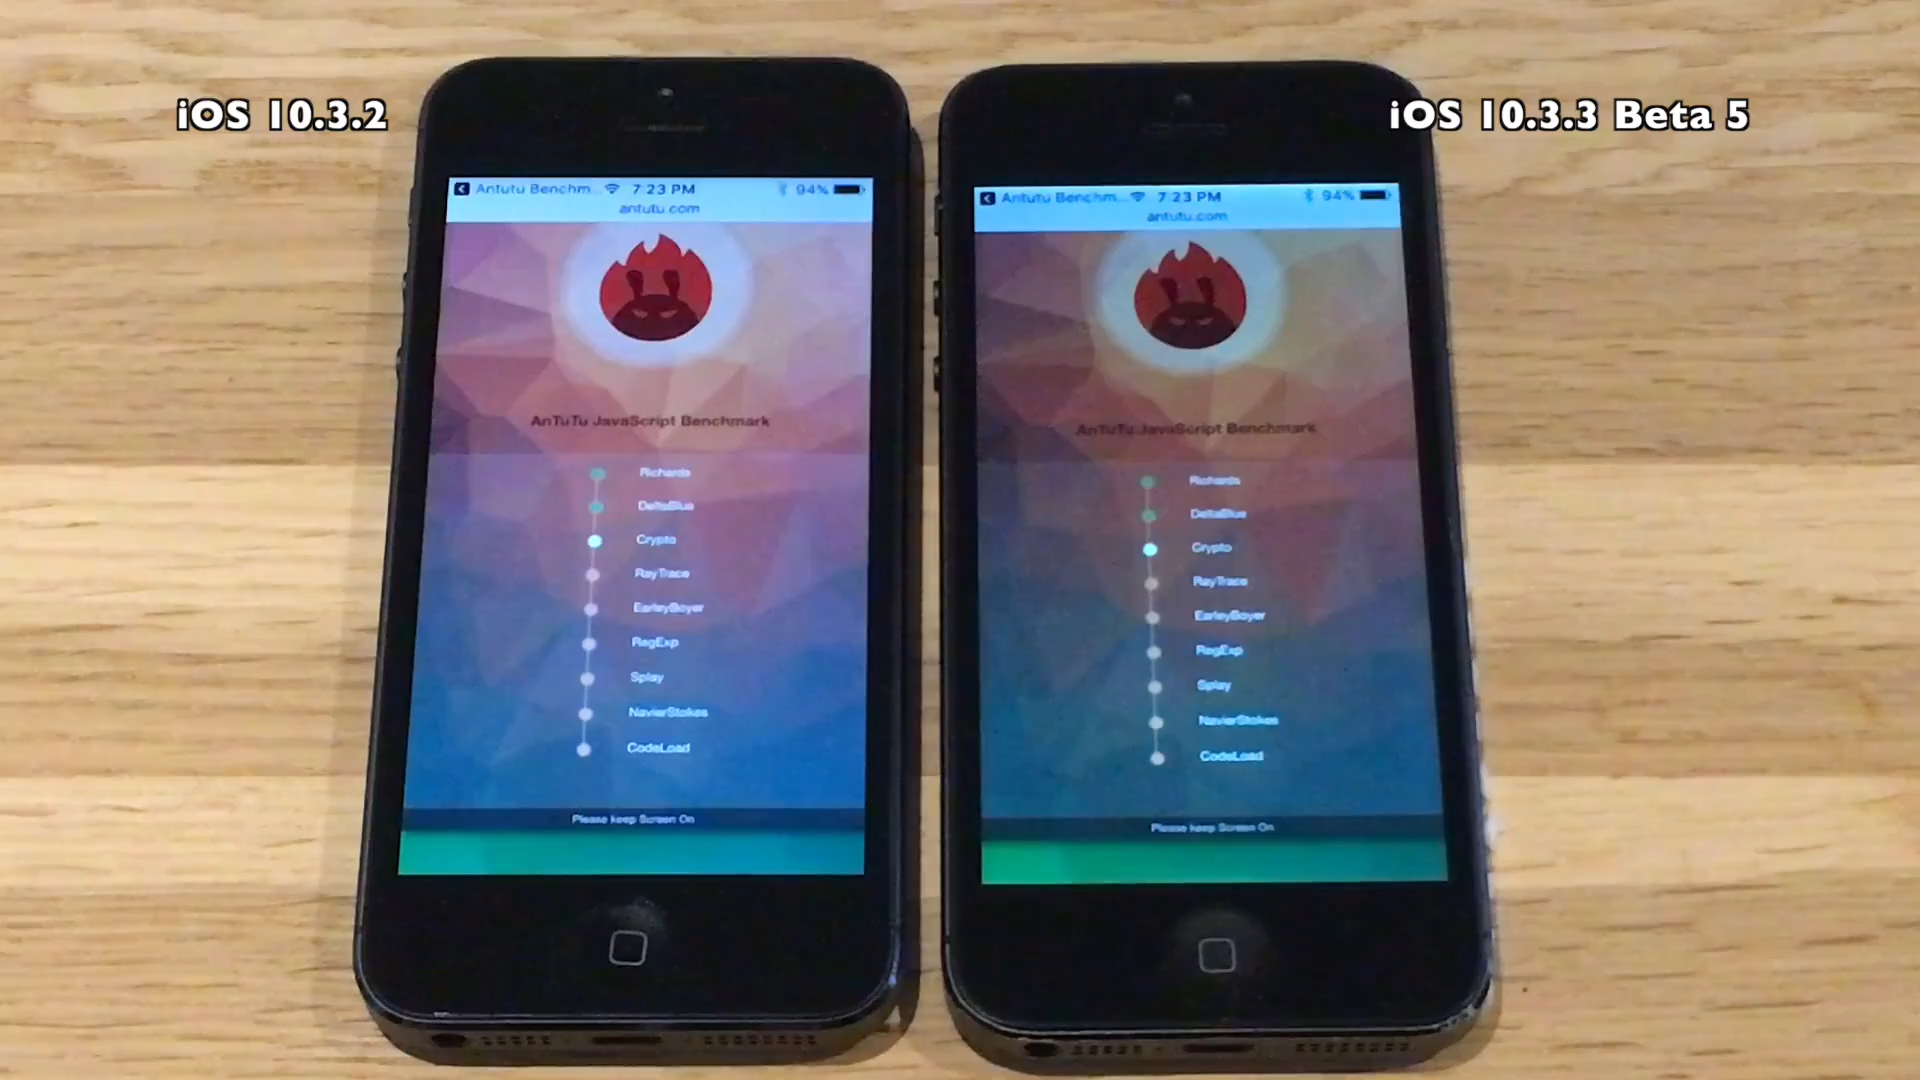 iOS 10.3.2
iOS 10.3.3 Beta 5
Antutu Benchm... 7:23 PM 94%
antutu.com
AnTuTu JavaScript Benchmark
Richards
DeltaBlue
Crypto
RayTrace
EarleyBoyer
RegExp
Splay
NavierStokes
CodeLoad
Please keep Screen On
Antutu Benchm... 7:23 PM 94%
antutu.com
AnTuTu JavaScript Benchmark
Richards
DeltaBlue
Crypto
RayTrace
EarleyBoyer
RegExp
Splay
NavierStokes
CodeLoad
Please keep Screen On